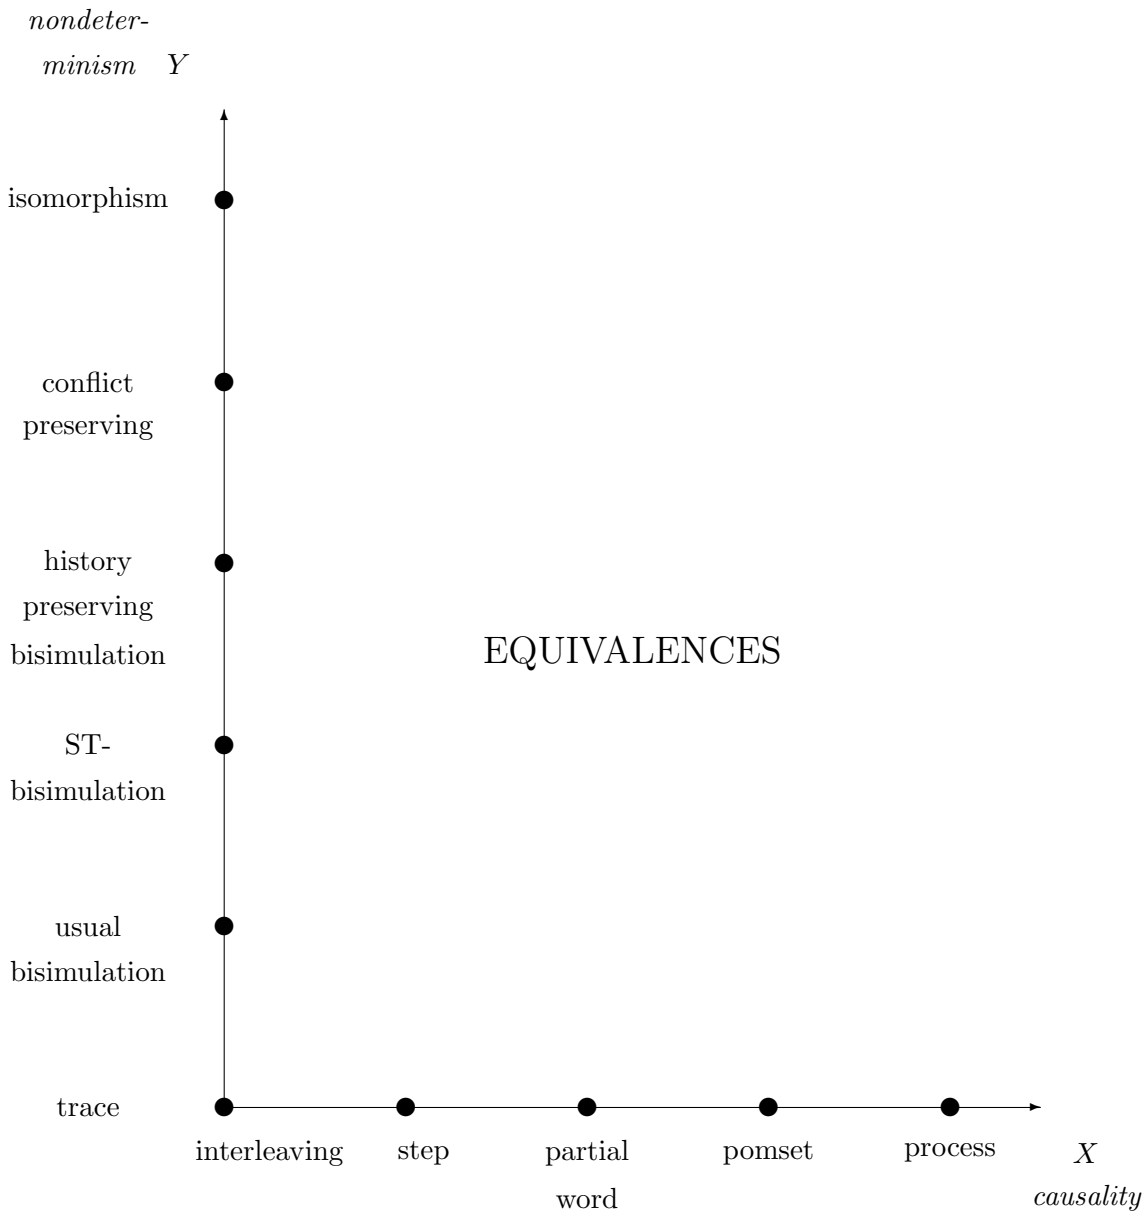 nondeter-
minism Y
isomorphism
conflict
preserving
history
preserving
bisimulation
EQUIVALENCES
ST-
bisimulation
usual
bisimulation
trace
interleaving step partial pomset process X
word causality